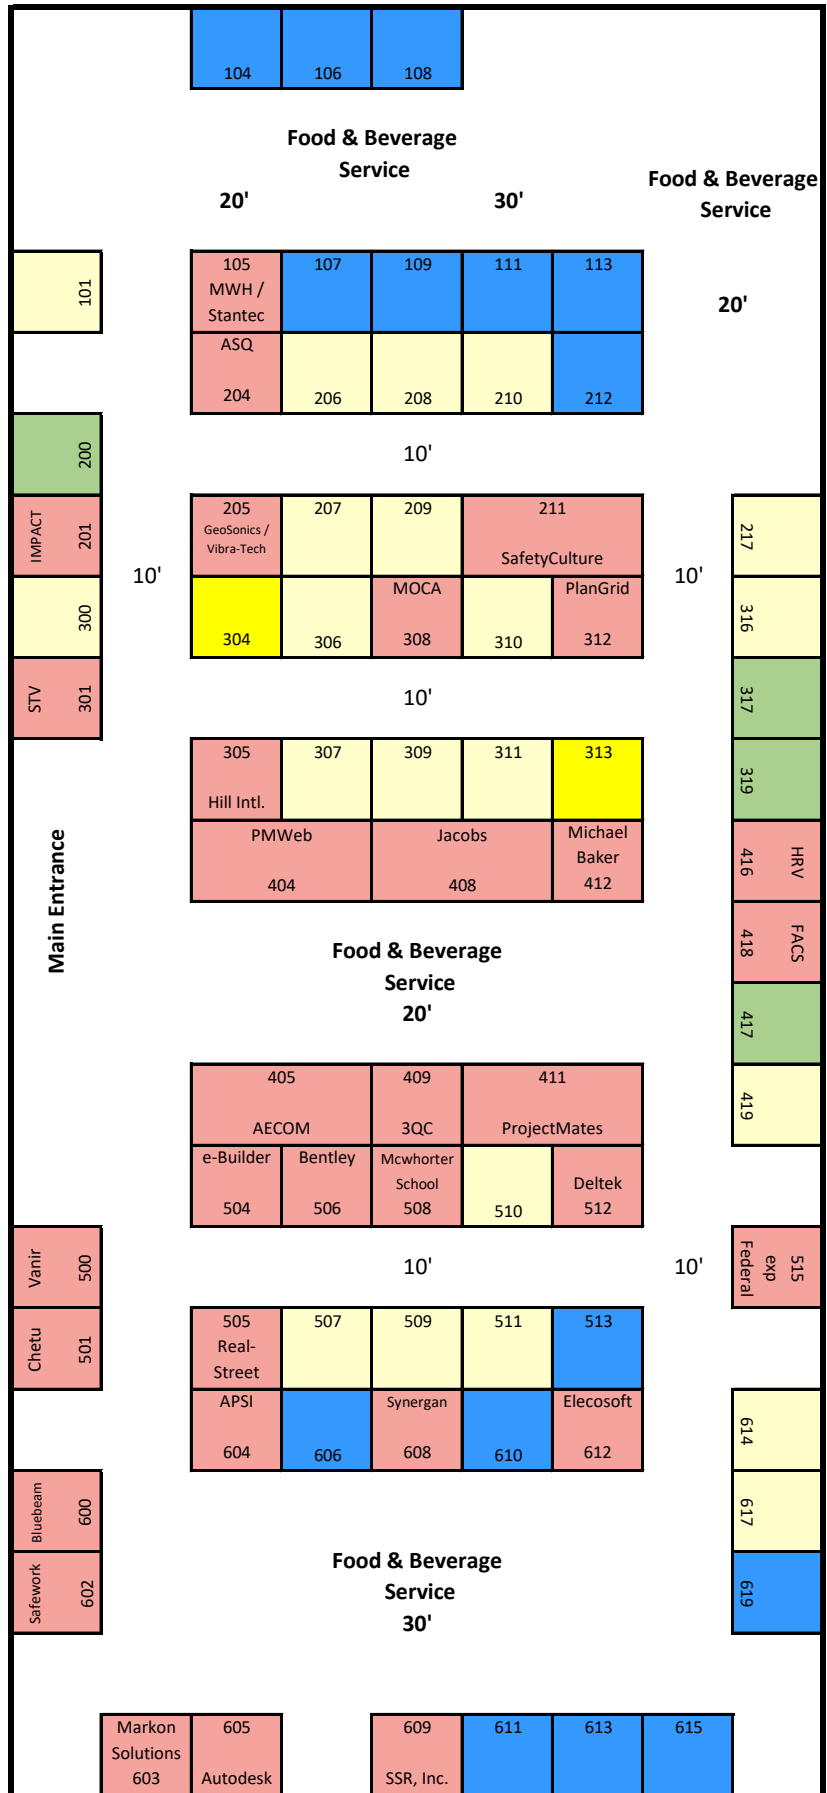 104 106 108
Food & Beverage
Service
20' 30'
Food & Beverage
Service
20'
101
105 107 109 111 113
MWH /
Stantec
ASQ
204 206 208 210 212
200
10'
IMPACT 201
205 207 209 211
GeoSonics /
Vibra-Tech
SafetyCulture
217
10' 10'
300
MOCA PlanGrid
304 306 308 310 312
316
STV 301
10'
317
305 307 309 311 313
Hill Intl.
319
Main Entrance
PMWeb Jacobs Michael
Baker
404 408 412
HRV
416
FACS
418
Food & Beverage
Service
20'
417
405 409 411
AECOM 3QC ProjectMates
419
e-Builder Bentley Mcwhorter
School Deltek
504 506 508 510 512
Vanir 500
10' 10'
515
exp
Federal
Chetu 501
505 507 509 511 513
Real-
Street
APSI Synergan Elecosoft
604 606 608 610 612
614
Bluebeam 600
617
Safework 602
Food & Beverage
Service
30'
619
Markon
Solutions
603
605
Autodesk
609
SSR, Inc.
611 613 615